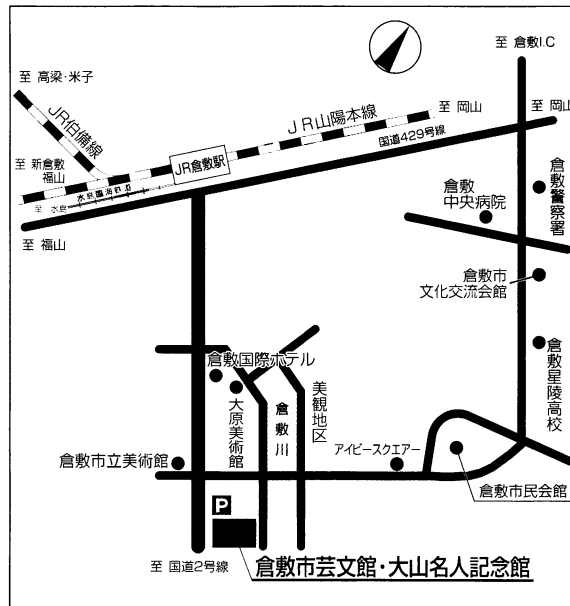 至 倉敷I.C
至 高梁・米子
JR伯備線
JR山陽本線
至 岡山
至 岡山
国道429号線
至 新倉敷
福山
JR倉敷駅
水島臨海鉄道
至 水島
至 福山
倉敷
中央病院
倉敷警察署
倉敷市
文化交流会館
倉敷星陵高校
倉敷国際ホテル
大原美術館
倉敷川
美観地区
アイビースクエアー
倉敷市立美術館
倉敷市民会館
P
至 国道2号線
倉敷市芸文館・大山名人記念館